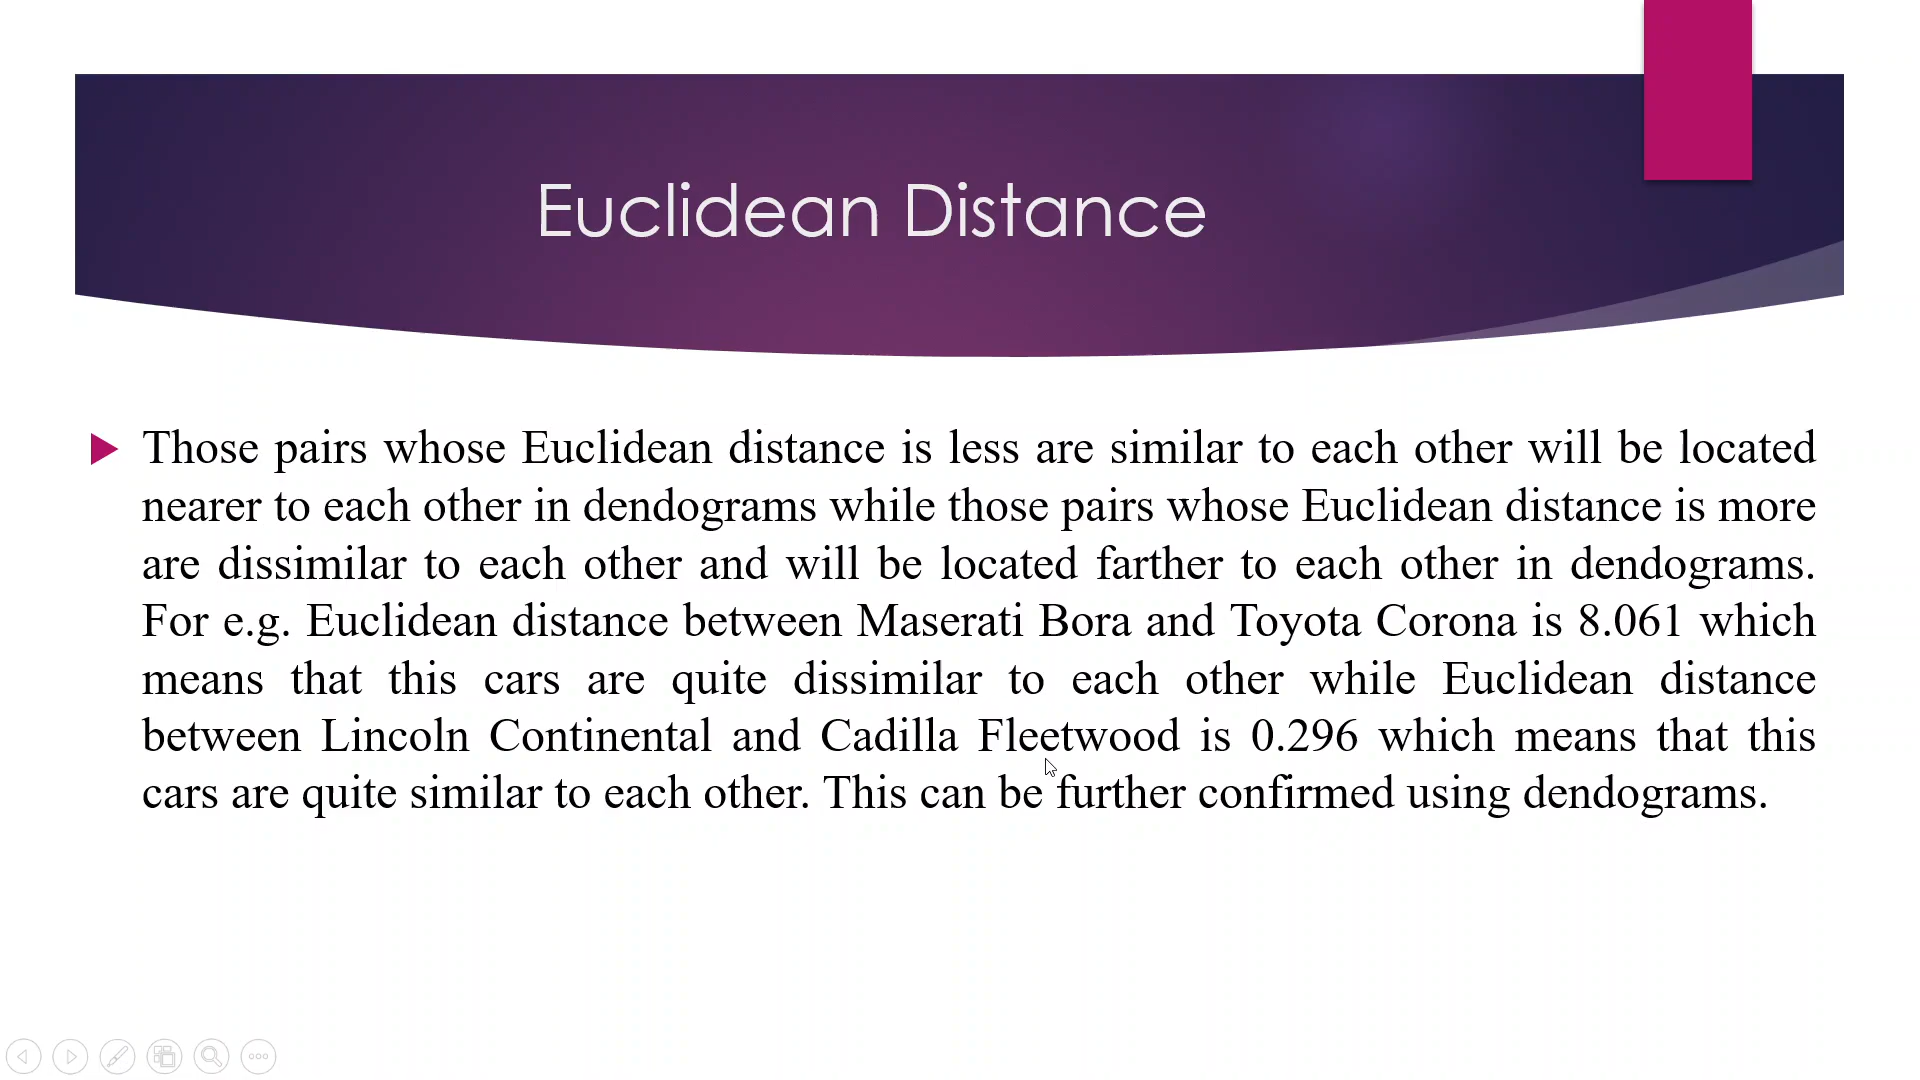 Euclidean Distance
Those pairs whose Euclidean distance is less are similar to each other will be located
nearer to each other in dendograms while those pairs whose Euclidean distance is more
are dissimilar to each other and will be located farther to each other in dendograms.
For e.g. Euclidean distance between Maserati Bora and Toyota Corona is 8.061 which
means that this cars are quite dissimilar to each other while Euclidean distance
between Lincoln Continental and Cadilla Fleetwood is 0.296 which means that this
cars are quite similar to each other. This can be further confirmed using dendograms.